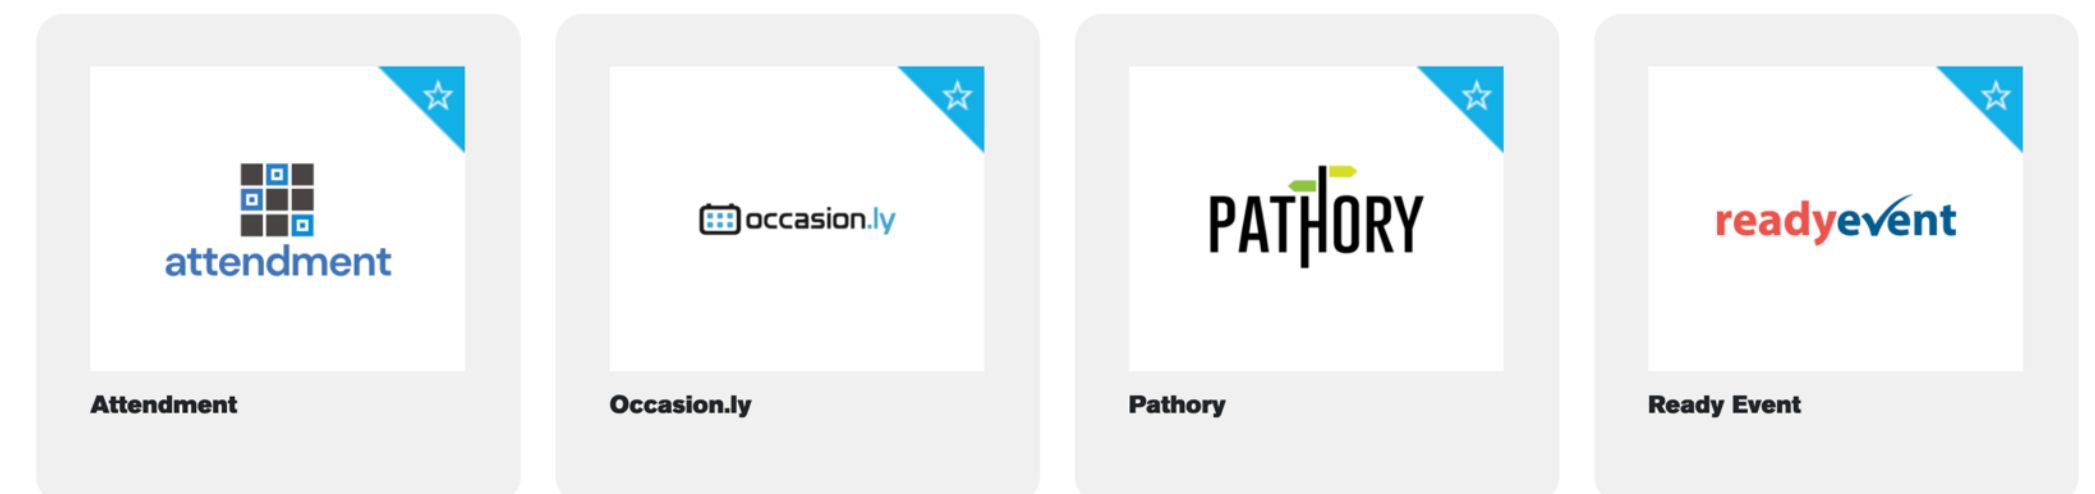 attendment
occasion.ly
PATHORY
readyevent
Attendment
Occasion.ly
Pathory
Ready Event